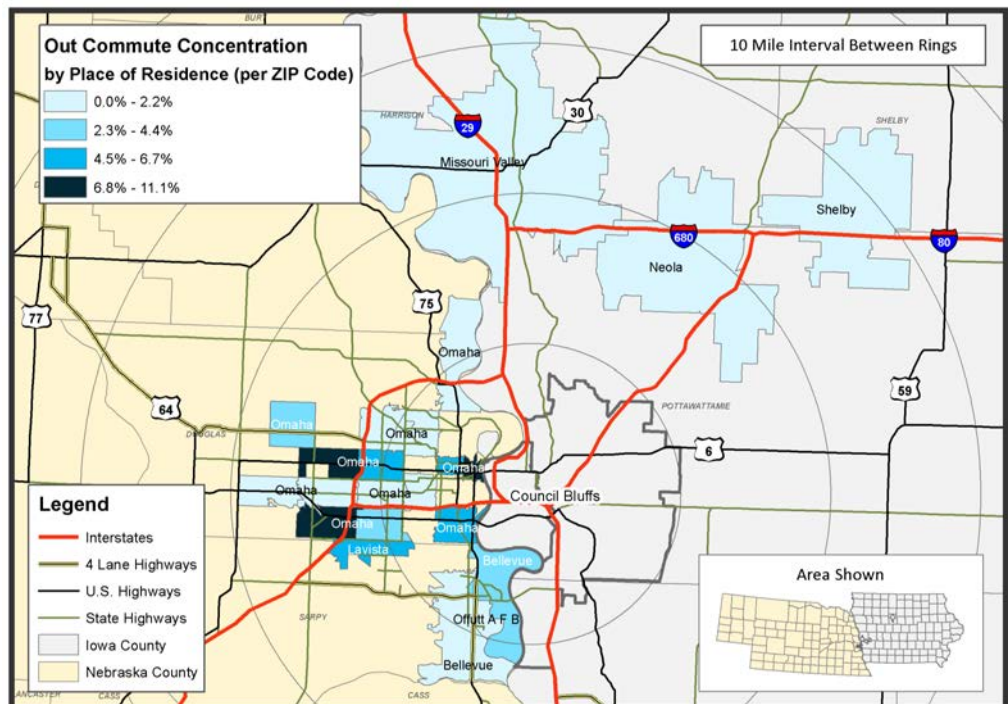 BURT
Out Commute Concentration
by Place of Residence (per ZIP Code)
0.0% - 2.2%
2.3% - 4.4%
4.5% - 6.7%
6.8% - 11.1%
10 Mile Interval Between Rings
HARRISON
30
SHELBY
29
Missouri Valley
Shelby
680
80
Neola
75
77
Omaha
59
64
POTTAWATTAMIE
Omaha
DOUGLAS
Omaha
6
Omaha
Omaha
Omaha
Omaha
Council Bluffs
Omaha
Omaha
Lavista
Bellevue
SARPY
Offutt A F B
Bellevue
CASS
CASS
Legend
Interstates
4 Lane Highways
U.S. Highways
State Highways
Iowa County
Nebraska County
Area Shown